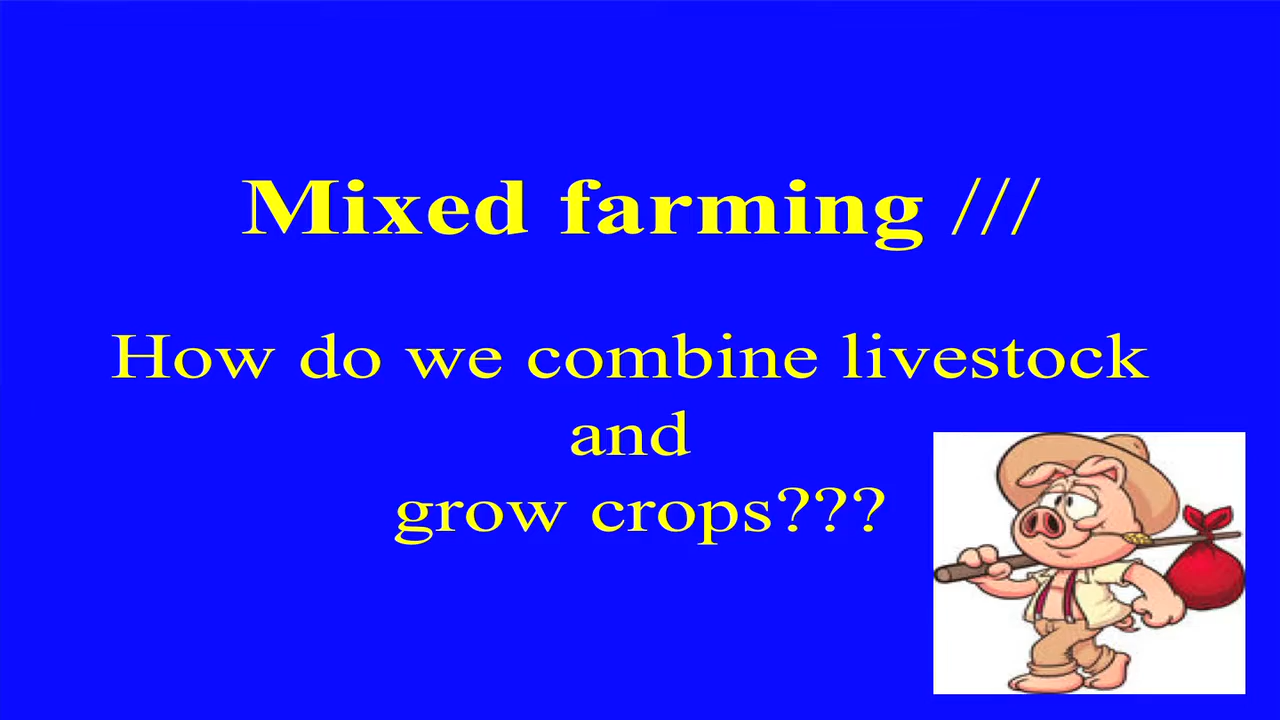 Mixed farming ///
How do we combine livestock
and
grow crops???